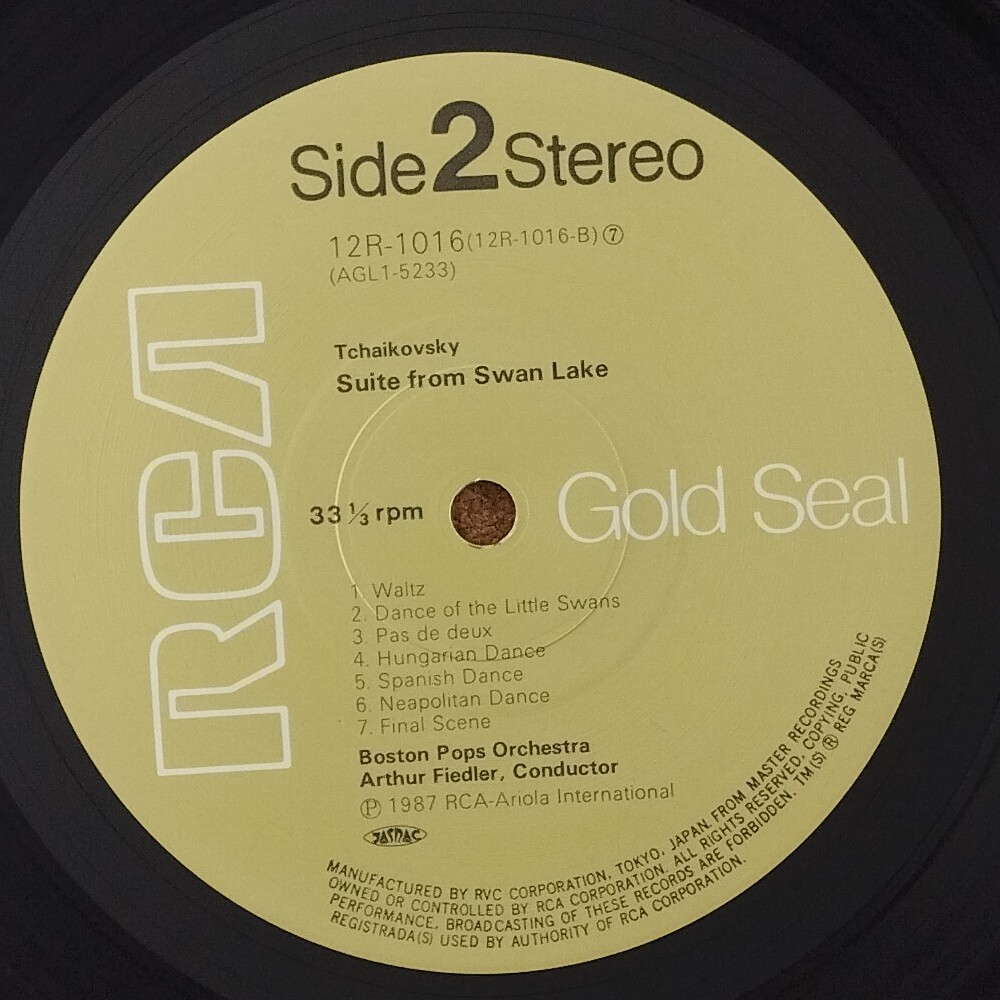 Side 2 Stereo
12R-1016 (12R-1016-B) ⑦
(AGL1-5233)
RCA
Tchaikovsky
Suite from Swan Lake
33 ⅓ rpm
Gold Seal
1. Waltz
2. Dance of the Little Swans
3. Pas de deux
4. Hungarian Dance
5. Spanish Dance
6. Neapolitan Dance
7. Final Scene
Boston Pops Orchestra
Arthur Fiedler, Conductor
℗ 1987 RCA-Ariola International
JASRAC
MANUFACTURED BY RVC CORPORATION, TOKYO, JAPAN. FROM MASTER RECORDINGS
OWNED OR CONTROLLED BY RCA CORPORATION. ALL RIGHTS RESERVED. COPYING, PUBLIC
PERFORMANCE, BROADCASTING OF THESE RECORDS ARE FORBIDDEN. TM(S) ® REG MARCA(S)
REGISTRADA(S) USED BY AUTHORITY OF RCA CORPORATION.